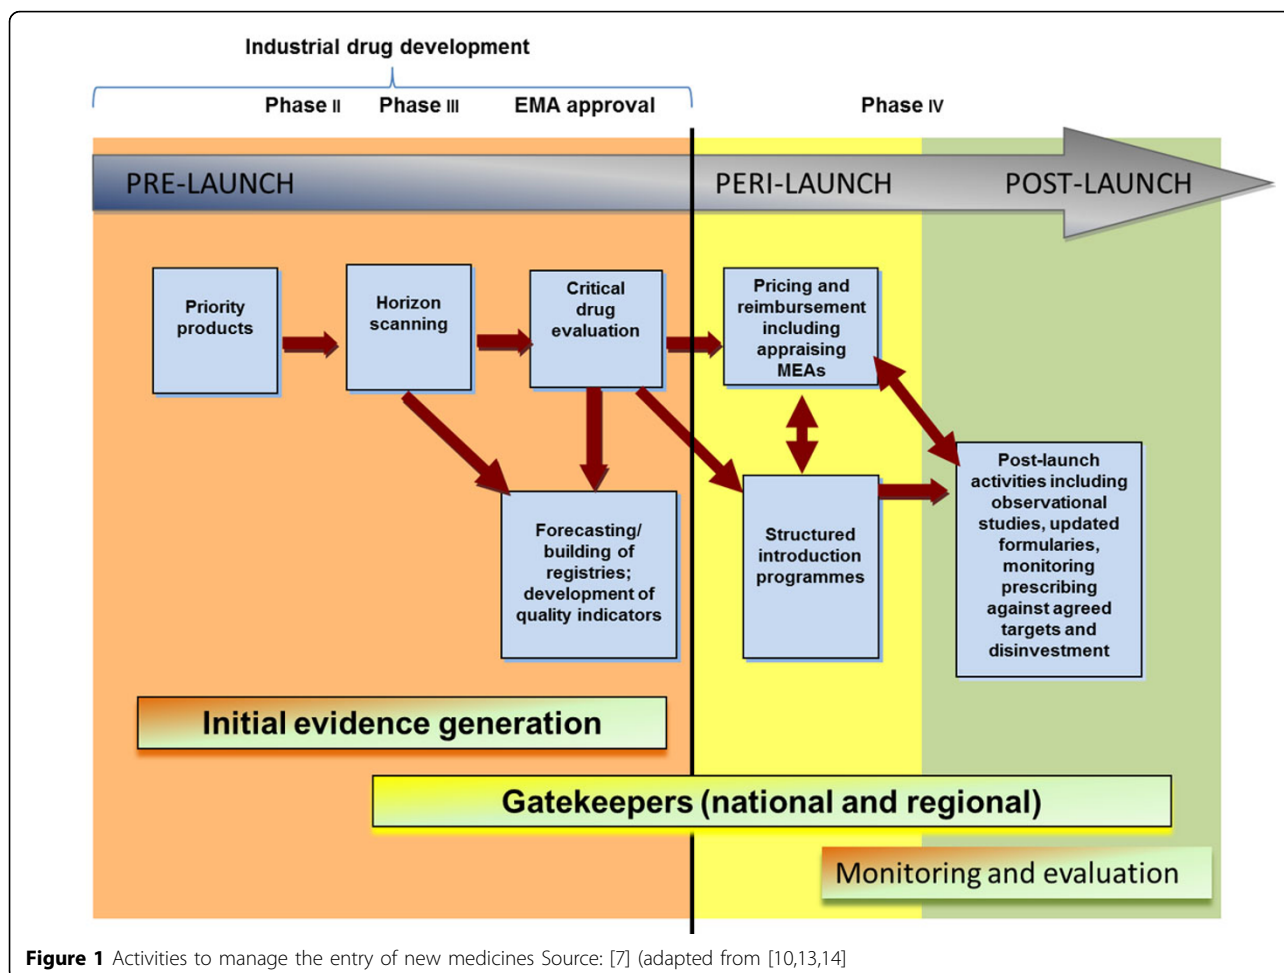 Industrial drug development
Phase II
Phase III
EMA approval
Phase IV
PRE-LAUNCH
PERI-LAUNCH
POST-LAUNCH
Priority
products
Horizon
scanning
Critical
drug
evaluation
Pricing and
reimbursement
including
appraising
MEAs
Forecasting/
building of
registries;
development of
quality indicators
Structured
introduction
programmes
Post-launch
activities including
observational
studies, updated
formularies,
monitoring
prescribing
against agreed
targets and
disinvestment
Initial evidence generation
Gatekeepers (national and regional)
Monitoring and evaluation
Figure 1 Activities to manage the entry of new medicines Source: [7] (adapted from [10,13,14]